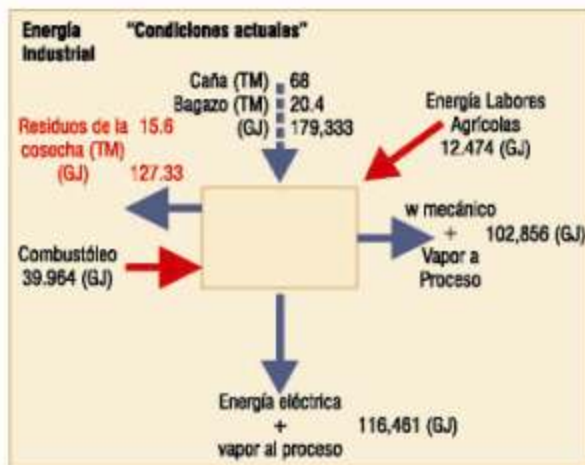 Energía "Condiciones actuales"
Industrial
Caña (TM) 68
Bagazo (TM) 20.4
(GJ) 179,333
Energía Labores
Agrícolas
12.474 (GJ)
Residuos de la 15.6
cosecha (TM)
(GJ) 127.33
w mecánico
+ 102,856 (GJ)
Vapor a
Proceso
Combustóleo
39.964 (GJ)
Energía eléctrica
+ 116,461 (GJ)
vapor al proceso